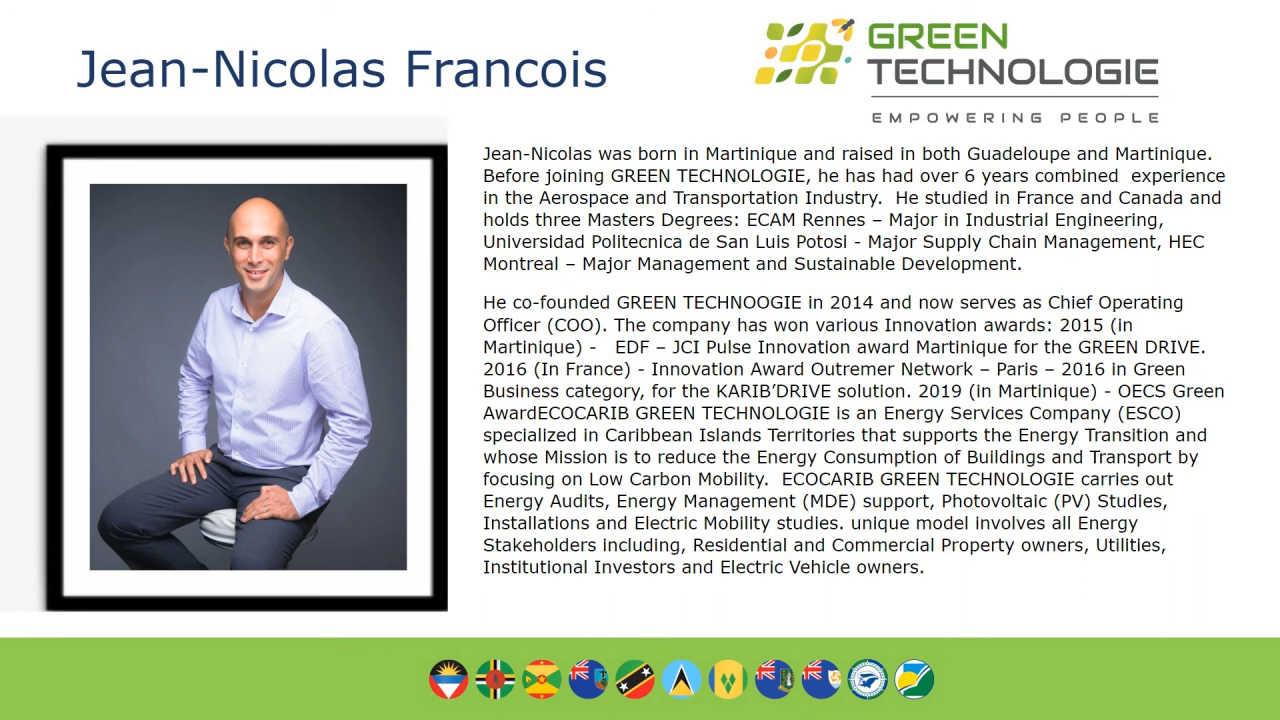 Jean-Nicolas Francois
GREEN
TECHNOLOGIE
EMPOWERING PEOPLE
Jean-Nicolas was born in Martinique and raised in both Guadeloupe and Martinique.
Before joining GREEN TECHNOLOGIE, he has had over 6 years combined  experience
in the Aerospace and Transportation Industry.  He studied in France and Canada and
holds three Masters Degrees: ECAM Rennes – Major in Industrial Engineering,
Universidad Politecnica de San Luis Potosi - Major Supply Chain Management, HEC
Montreal – Major Management and Sustainable Development.
He co-founded GREEN TECHNOOGIE in 2014 and now serves as Chief Operating
Officer (COO). The company has won various Innovation awards: 2015 (in
Martinique) -   EDF – JCI Pulse Innovation award Martinique for the GREEN DRIVE.
2016 (In France) - Innovation Award Outremer Network – Paris – 2016 in Green
Business category, for the KARIB’DRIVE solution. 2019 (in Martinique) - OECS Green
AwardECOCARIB GREEN TECHNOLOGIE is an Energy Services Company (ESCO)
specialized in Caribbean Islands Territories that supports the Energy Transition and
whose Mission is to reduce the Energy Consumption of Buildings and Transport by
focusing on Low Carbon Mobility.  ECOCARIB GREEN TECHNOLOGIE carries out
Energy Audits, Energy Management (MDE) support, Photovoltaic (PV) Studies,
Installations and Electric Mobility studies. unique model involves all Energy
Stakeholders including, Residential and Commercial Property owners, Utilities,
Institutional Investors and Electric Vehicle owners.